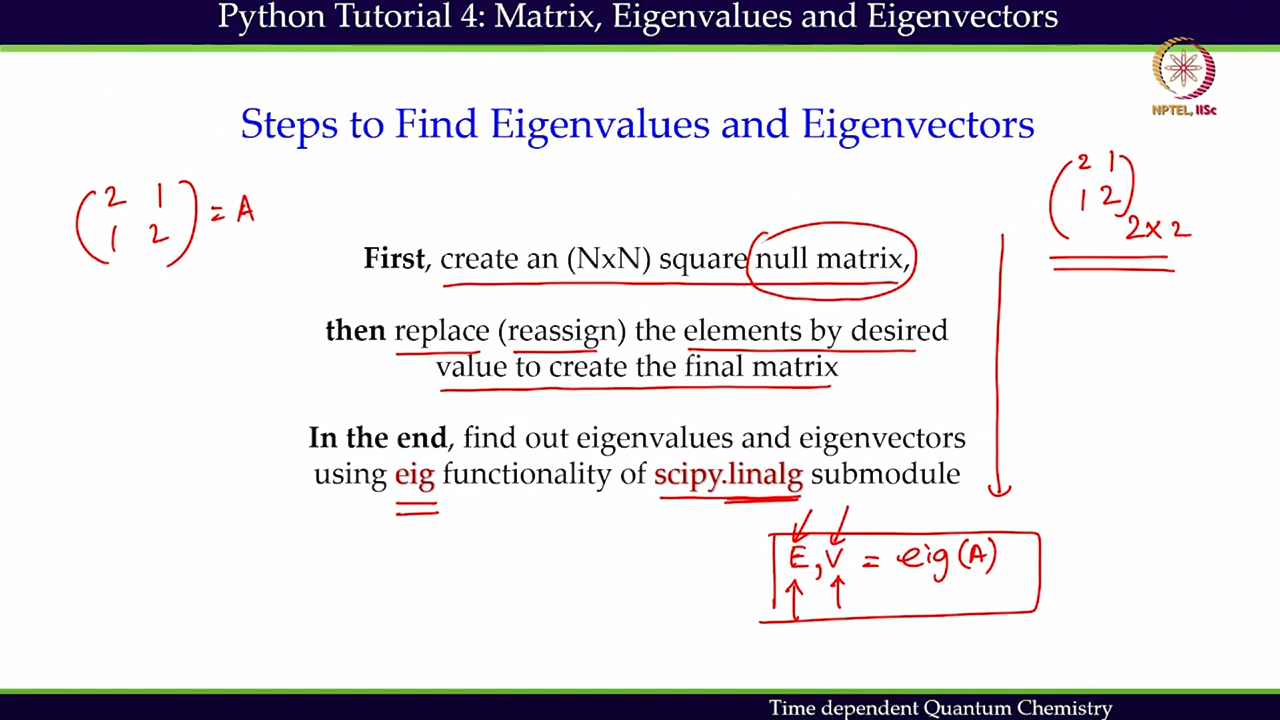 Python Tutorial 4: Matrix, Eigenvalues and Eigenvectors
NPTEL, IISc
Steps to Find Eigenvalues and Eigenvectors
2 1
1 2 = A
2 1
1 2
2x2
First, create an (NxN) square null matrix,
then replace (reassign) the elements by desired
value to create the final matrix
In the end, find out eigenvalues and eigenvectors
using eig functionality of scipy.linalg submodule
E, V = eig(A)
Time dependent Quantum Chemistry